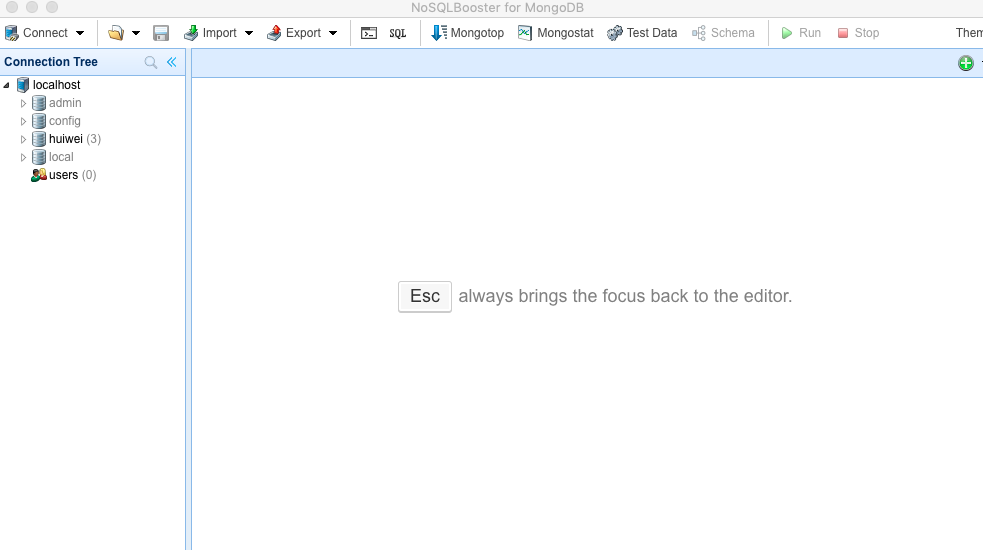 NoSQLBooster for MongoDB
Connect Import Export SQL Mongotop Mongostat Test Data Schema Run Stop
Connection Tree
localhost
admin
config
huiwei (3)
local
users (0)
Esc always brings the focus back to the editor.